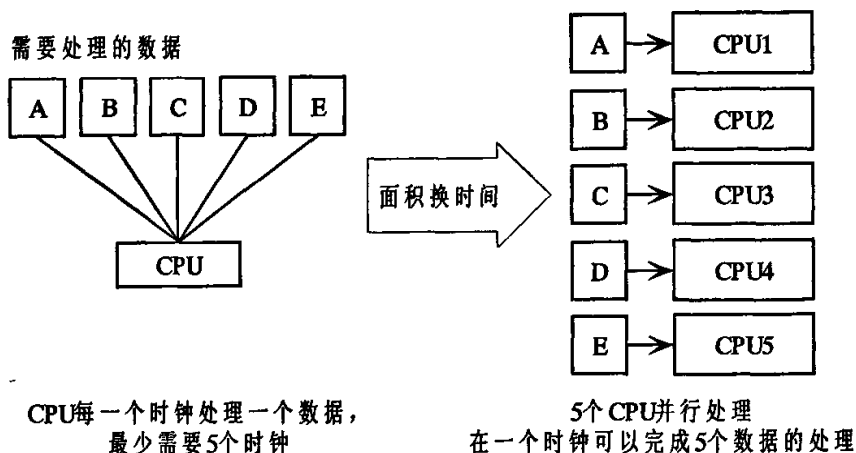 需要处理的数据
A B C D E
CPU
CPU每一个时钟处理一个数据，
最少需要5个时钟
面积换时间
A CPU1
B CPU2
C CPU3
D CPU4
E CPU5
5个CPU并行处理
在一个时钟可以完成5个数据的处理